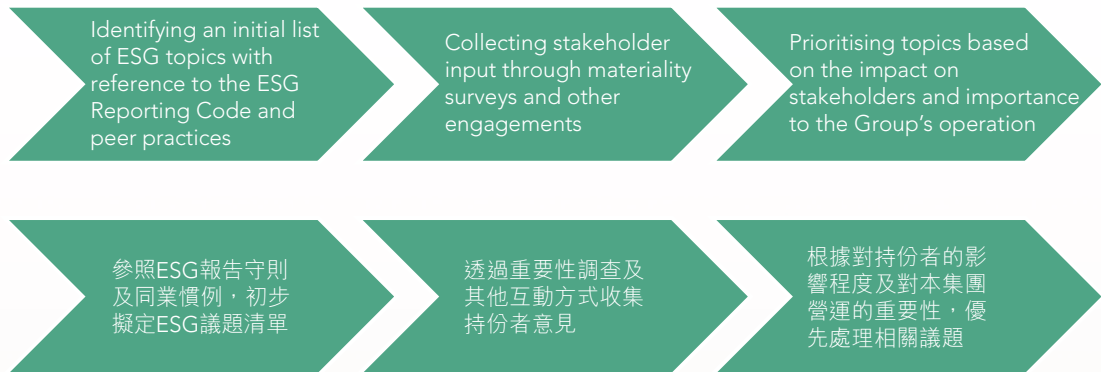 Identifying an initial list
of ESG topics with
reference to the ESG
Reporting Code and
peer practices
Collecting stakeholder
input through materiality
surveys and other
engagements
Prioritising topics based
on the impact on
stakeholders and importance
to the Group's operation
參照ESG報告守則
及同業慣例，初步
擬定ESG議題清單
透過重要性調查及
其他互動方式收集
持份者意見
根據對持份者的影
響程度及對本集團
營運的重要性，優
先處理相關議題